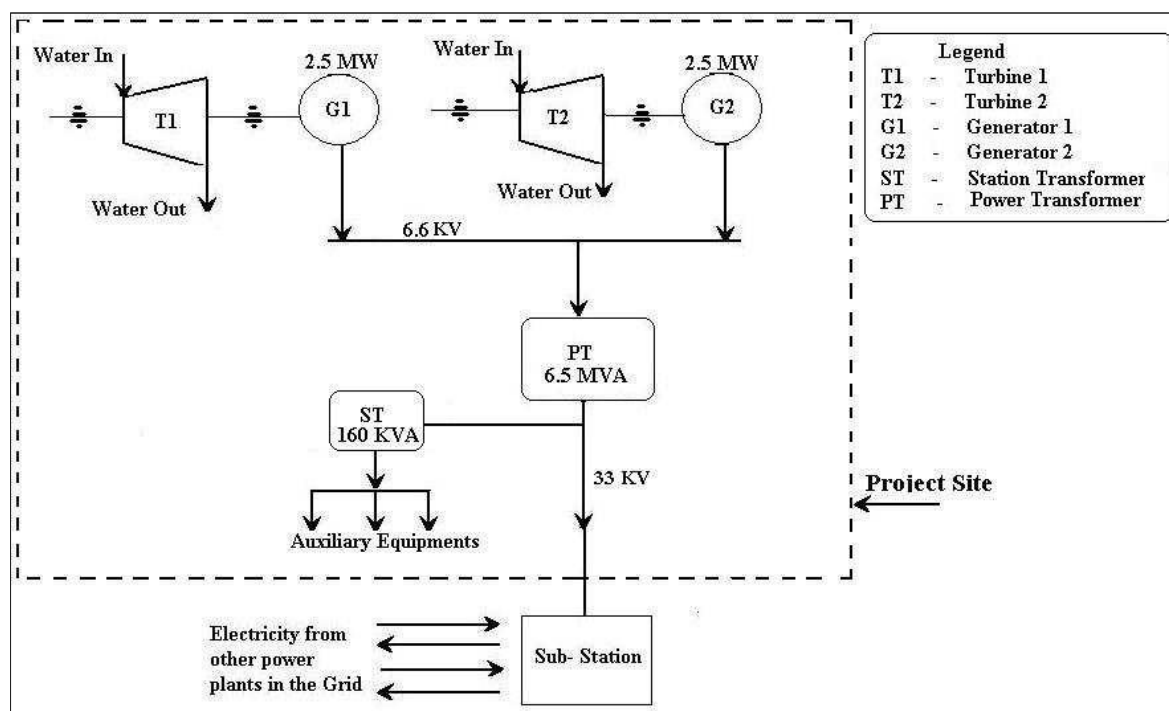 Water In
2.5 MW
T1
G1
Water Out
Water In
2.5 MW
T2
G2
Water Out
Legend
T1 - Turbine 1
T2 - Turbine 2
G1 - Generator 1
G2 - Generator 2
ST - Station Transformer
PT - Power Transformer
6.6 KV
PT
6.5 MVA
ST
160 KVA
33 KV
Auxiliary Equipments
Project Site
Electricity from
other power
plants in the Grid
Sub- Station